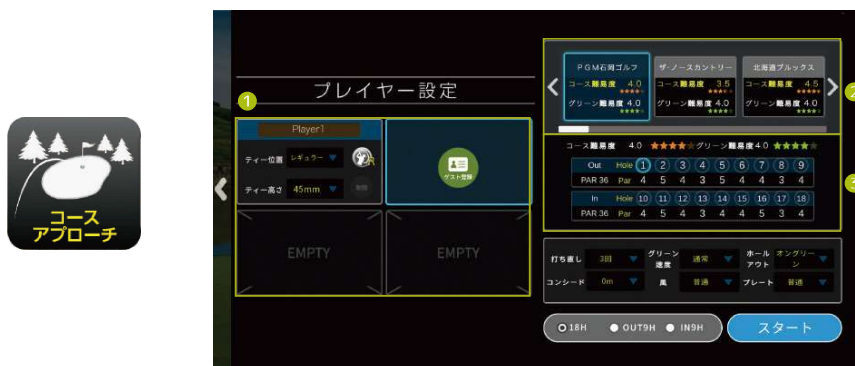 コース
アプローチ
プレイヤー設定
1
Player1
ティー位置 レギュラー
R
ティー高さ 45mm
ゲスト登録
EMPTY
EMPTY
PGM石岡ゴルフ
コース難易度 4.0
グリーン難易度 4.0
ザ・ノースカントリー
コース難易度 3.5
グリーン難易度 4.0
北海道ブルックス
コース難易度 4.5
グリーン難易度 4.0
2
コース難易度 4.0 ★★★★★ グリーン難易度 4.0 ★★★★★
3
Out Hole 1 2 3 4 5 6 7 8 9
PAR 36 Par 4 5 4 3 5 4 4 3 4
In Hole 10 11 12 13 14 15 16 17 18
PAR 36 Par 4 4 5 3 4 4 4 5 3 4
打ち直し 3回 グリーン速度 通常 ホールアウト オングリーン
コンシード 0m 風 普通 プレート 普通
18H OUT9H IN9H
スタート